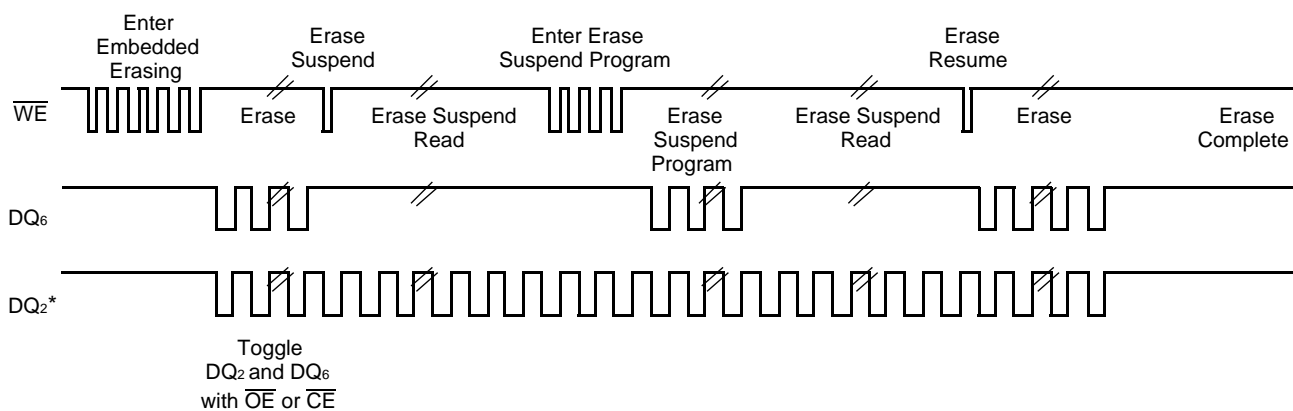 Enter
Embedded
Erasing
Erase
Suspend
Enter Erase
Suspend Program
Erase
Resume
WE
Erase
Erase Suspend
Read
Erase
Suspend
Program
Erase Suspend
Read
Erase
Erase
Complete
DQ6
DQ2*
Toggle
DQ2 and DQ6
with OE or CE